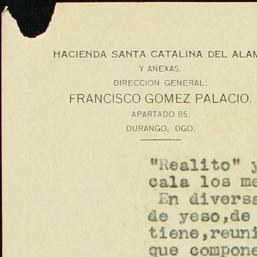 HACIENDA SANTA CATALINA DEL ALAM
Y ANEXAS.
DIRECCION GENERAL:
FRANCISCO GOMEZ PALACIO.
APARTADO 85.
DURANGO, DGO.
"Realito" y
cala los me
En diversa
de yeso,de
tiene,reuni
que compone